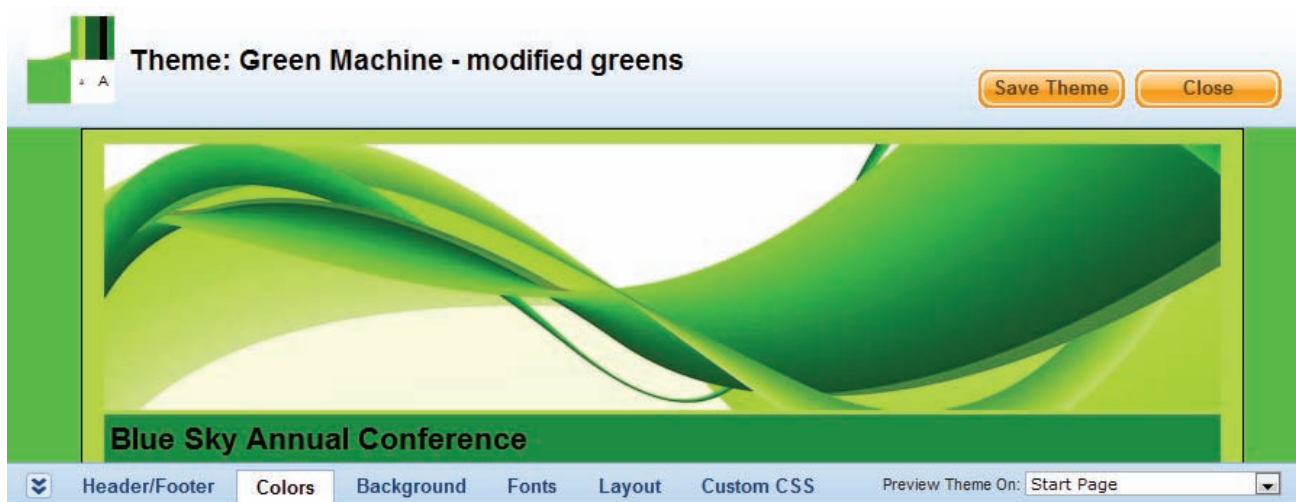 Theme: Green Machine - modified greens
A
Save Theme
Close
Blue Sky Annual Conference
Header/Footer Colors Background Fonts Layout Custom CSS Preview Theme On: Start Page